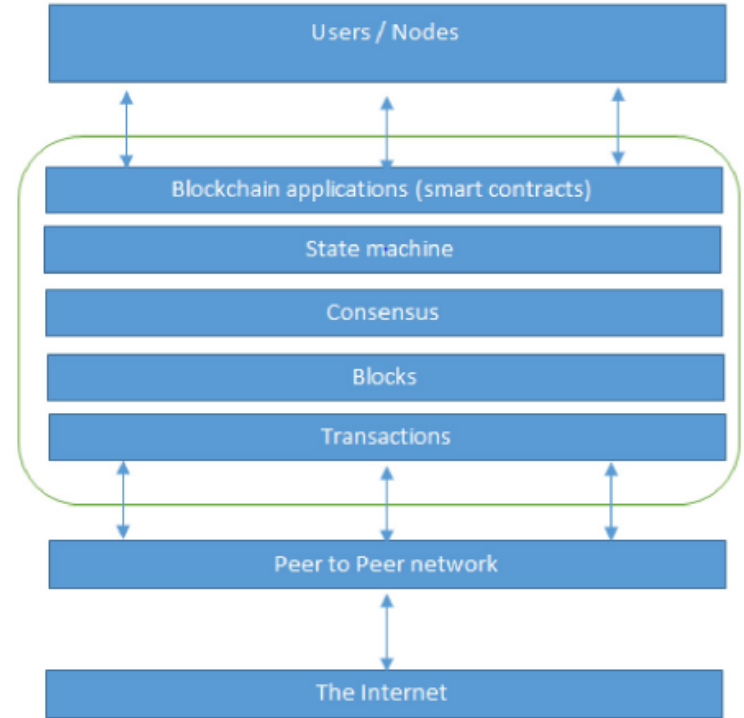 Users / Nodes
Blockchain applications (smart contracts)
State machine
Consensus
Blocks
Transactions
Peer to Peer network
The Internet